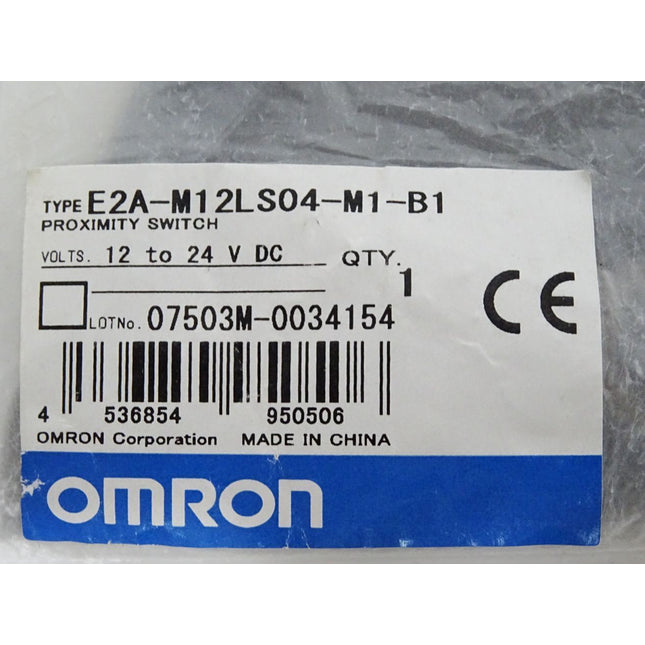 TYPE E2A-M12LS04-M1-B1
PROXIMITY SWITCH
VOLTS. 12 to 24 V DC QTY. 1
LOTNo. 07503M-0034154
CE
4 536854 950506
OMRON Corporation MADE IN CHINA
OMRON